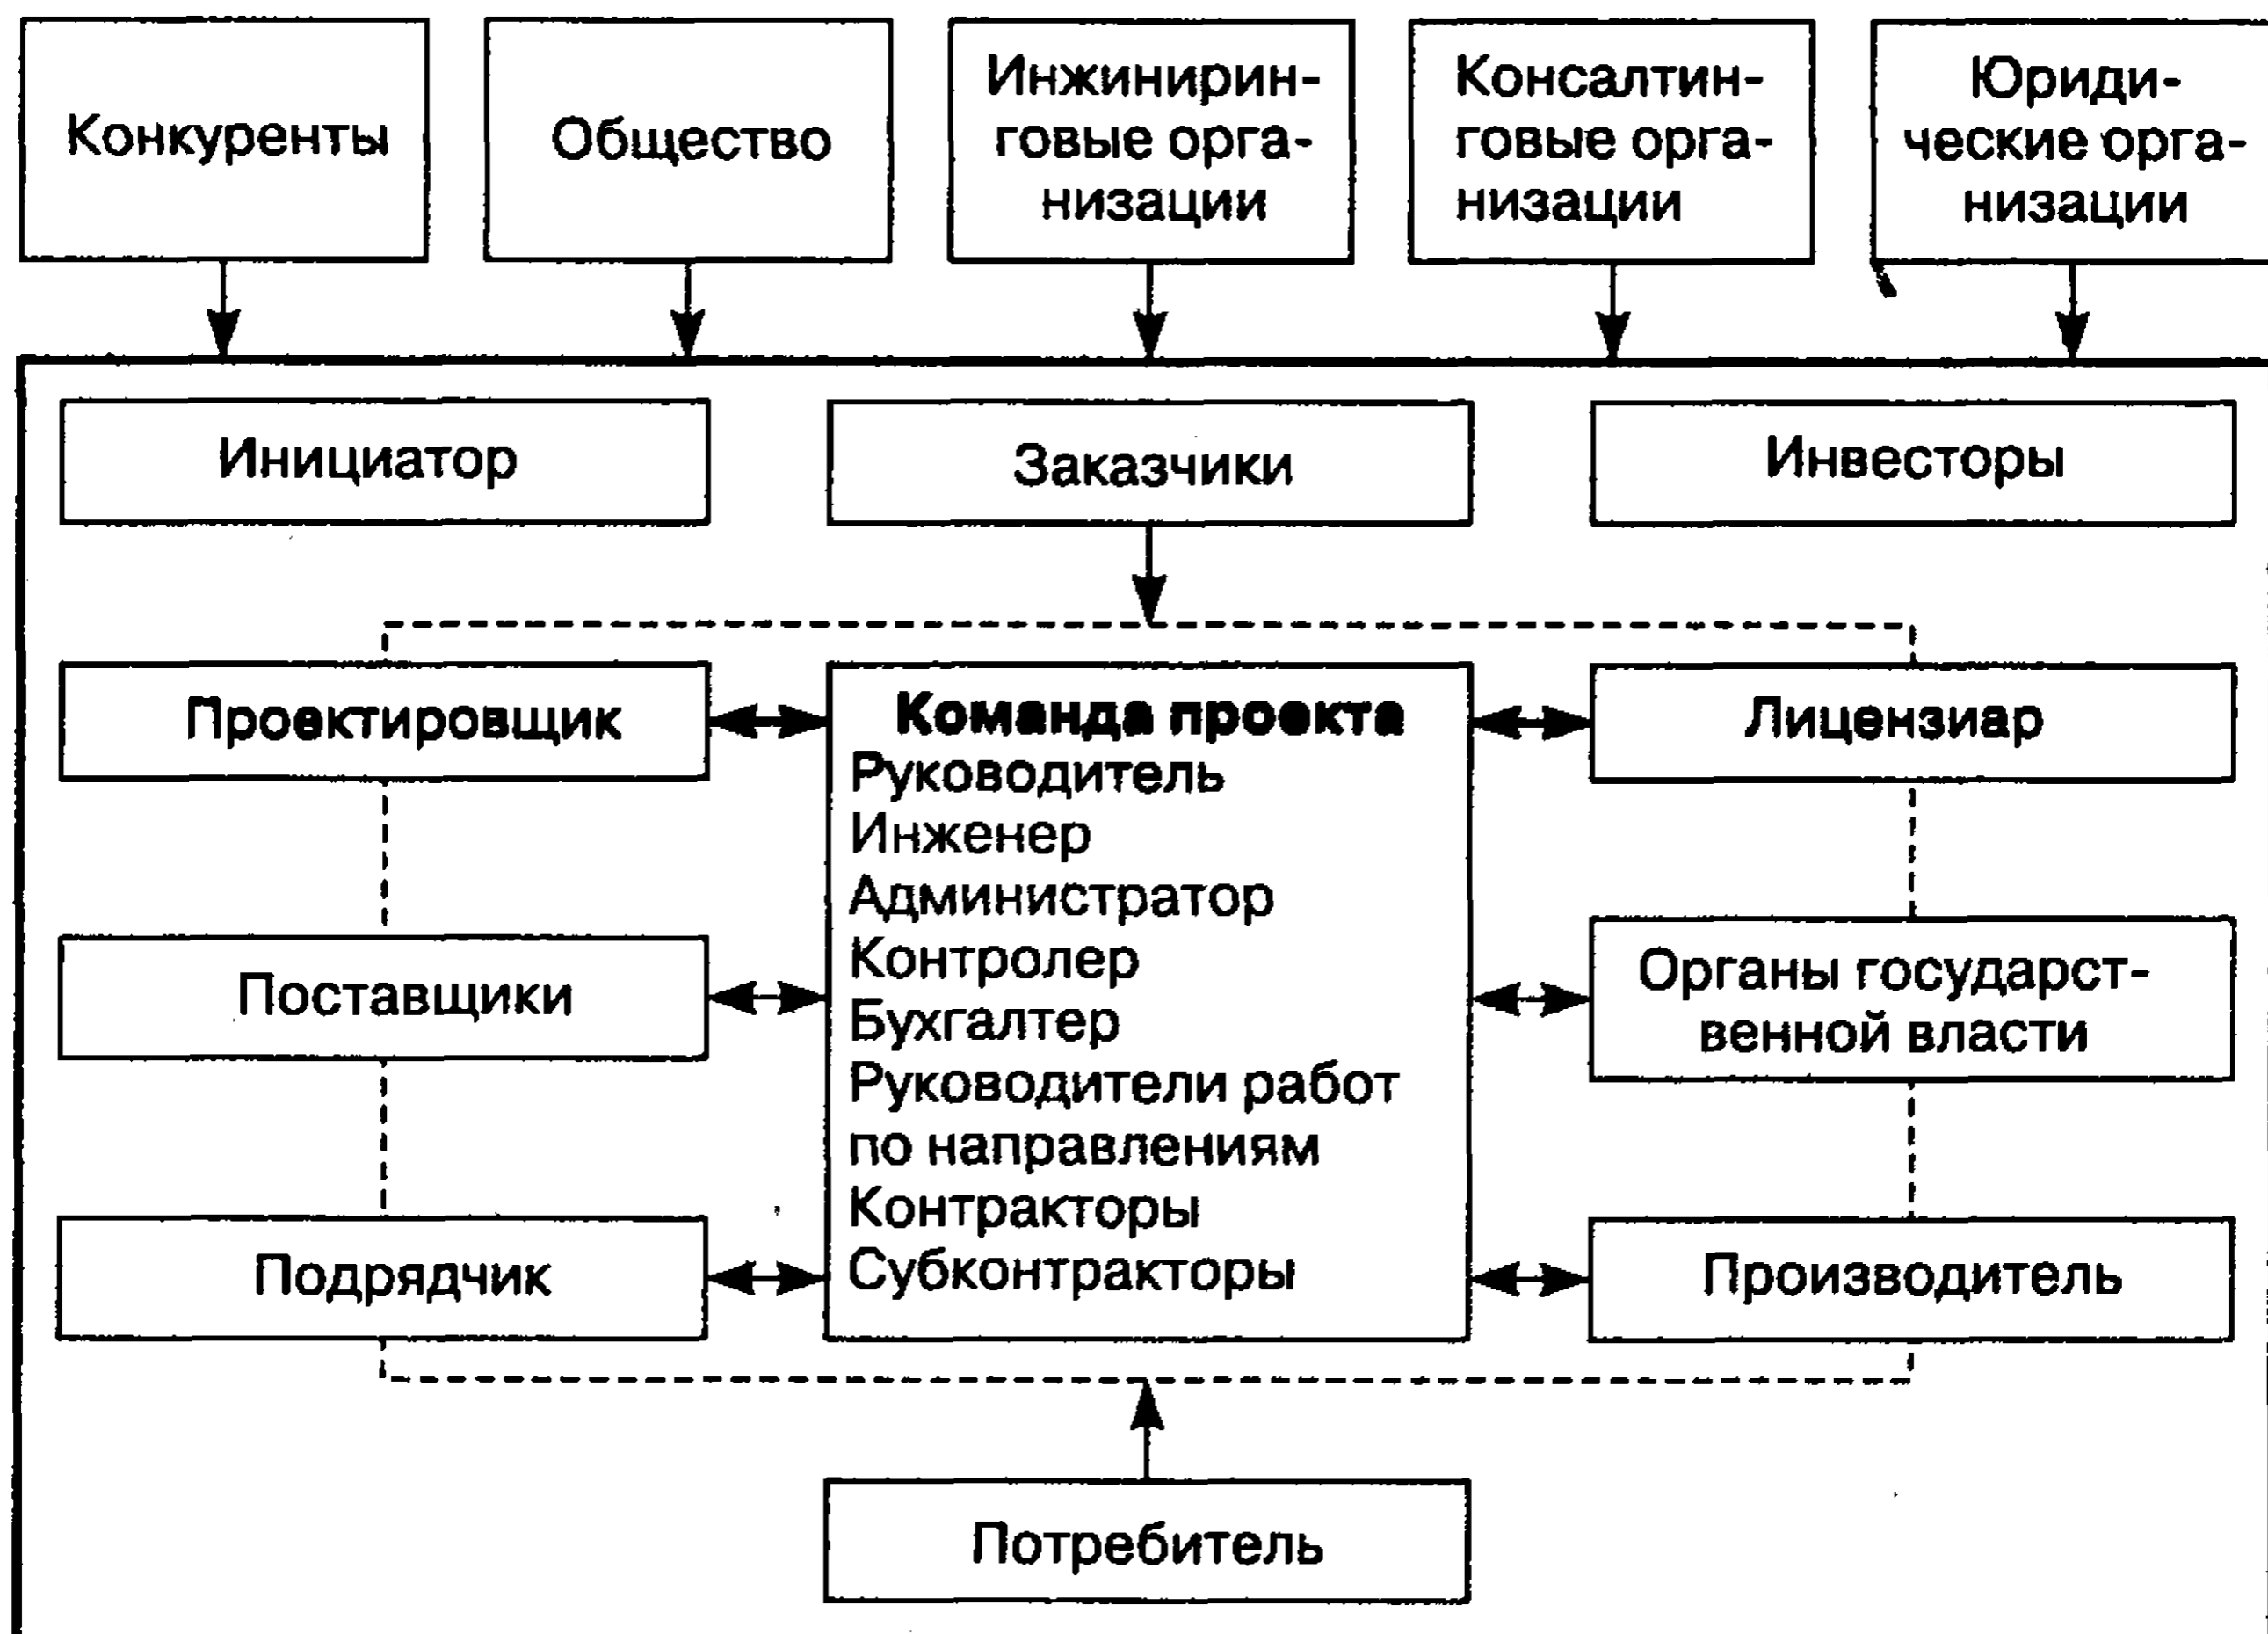 Конкуренты
Общество
Инжинирин-
говые орга-
низации
Консалтин-
говые орга-
низации
Юриди-
ческие орга-
низации
Инициатор
Заказчики
Инвесторы
Проектировщик
Поставщики
Подрядчик
Команда проекта
Руководитель
Инженер
Администратор
Контролер
Бухгалтер
Руководители работ
по направлениям
Контракторы
Субконтракторы
Лицензиар
Органы государст-
венной власти
Производитель
Потребитель